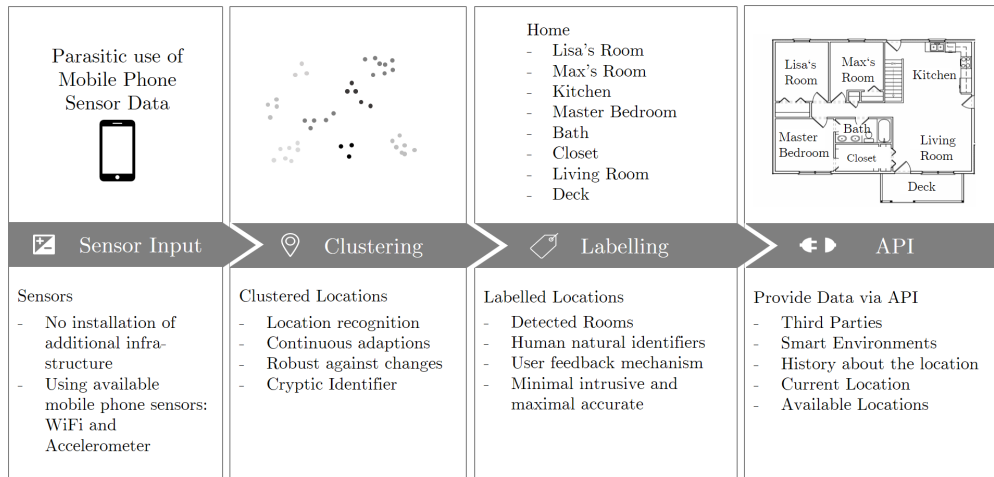 Parasitic use of
Mobile Phone
Sensor Data
Home
- Lisa's Room
- Max's Room
- Kitchen
- Master Bedroom
- Bath
- Closet
- Living Room
- Deck
Lisa's
Room
Max's
Room
Kitchen
Master
Bedroom
Bath
Closet
Living
Room
Deck
Sensor Input
Clustering
Labelling
API
Sensors
- No installation of
additional infra-
structure
- Using available
mobile phone sensors:
WiFi and
Accelerometer
Clustered Locations
- Location recognition
- Continuous adaptions
- Robust against changes
- Cryptic Identifier
Labelled Locations
- Detected Rooms
- Human natural identifiers
- User feedback mechanism
- Minimal intrusive and
maximal accurate
Provide Data via API
- Third Parties
- Smart Environments
- History about the location
- Current Location
- Available Locations